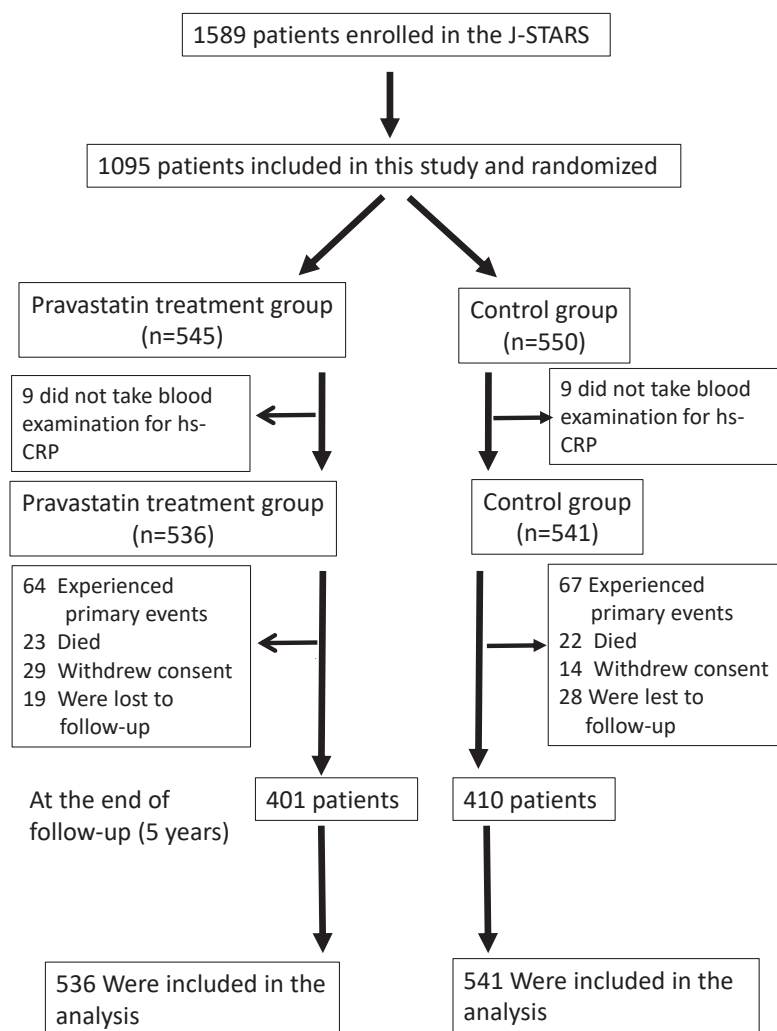 1589 patients enrolled in the J-STARS
1095 patients included in this study and randomized
Pravastatin treatment group
(n=545)
Control group
(n=550)
9 did not take blood
examination for hs-
CRP
9 did not take blood
examination for hs-
CRP
Pravastatin treatment group
(n=536)
Control group
(n=541)
64 Experienced
primary events
23 Died
29 Withdrew consent
19 Were lost to
follow-up
67 Experienced
primary events
22 Died
14 Withdrew consent
28 Were lest to
follow-up
At the end of
follow-up (5 years)
401 patients
410 patients
536 Were included in the
analysis
541 Were included in the
analysis